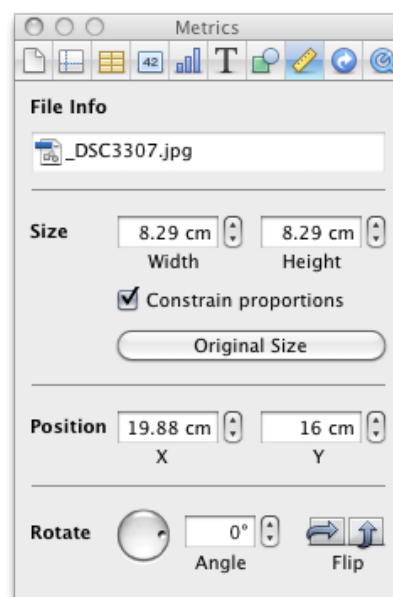 Metrics
42 T
File Info
_DSC3307.jpg
Size 8.29 cm 8.29 cm
Width Height
Constrain proportions
Original Size
Position 19.88 cm 16 cm
X Y
Rotate 0°
Angle Flip